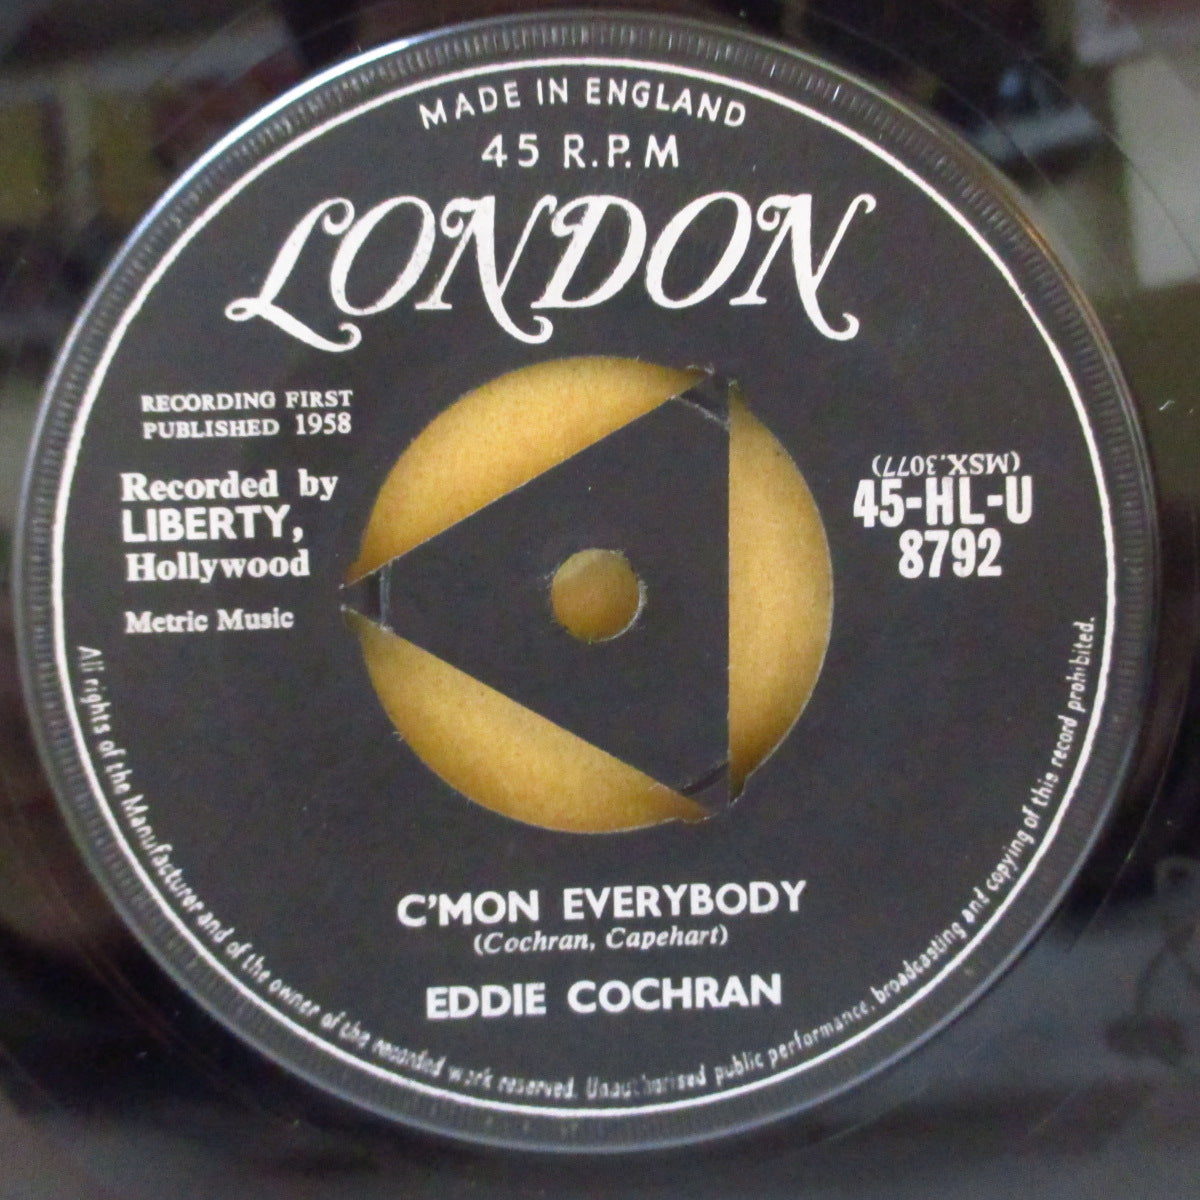 MADE IN ENGLAND
45 R.P.M
LONDON
RECORDING FIRST
PUBLISHED 1958
Recorded by
LIBERTY,
Hollywood
Metric Music
(MSX.3077)
45-HL-U
8792
C'MON EVERYBODY
(Cochran, Capehart)
EDDIE COCHRAN
All rights of the Manufacturer and of the owner of the recorded work reserved. Unauthorised public performance, broadcasting and copying of this record prohibited.